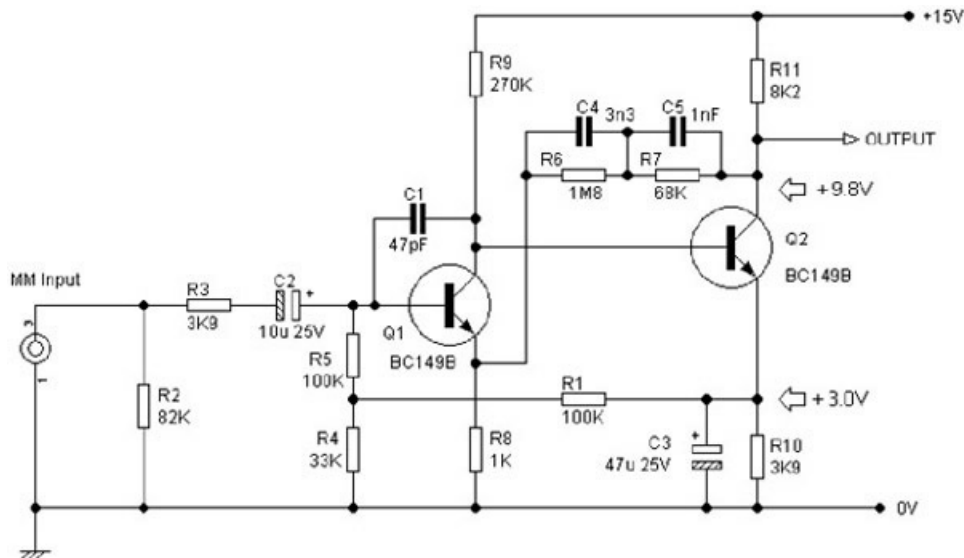 +15V
R9
270K
R11
8K2
C4
3n3
C5
1nF
OUTPUT
R6
1M8
R7
68K
+9.8V
C1
47pF
Q2
BC149B
MM Input
R3
3K9
C2
+
10u 25V
Q1
BC149B
R5
100K
R1
100K
+3.0V
R2
82K
R4
33K
R8
1K
+
C3
47u 25V
R10
3K9
0V
1